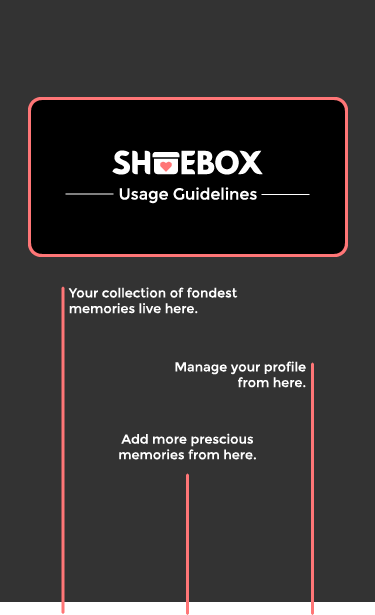 SHOEBOX
Usage Guidelines
Your collection of fondest
memories live here.
Manage your profile
from here.
Add more prescious
memories from here.